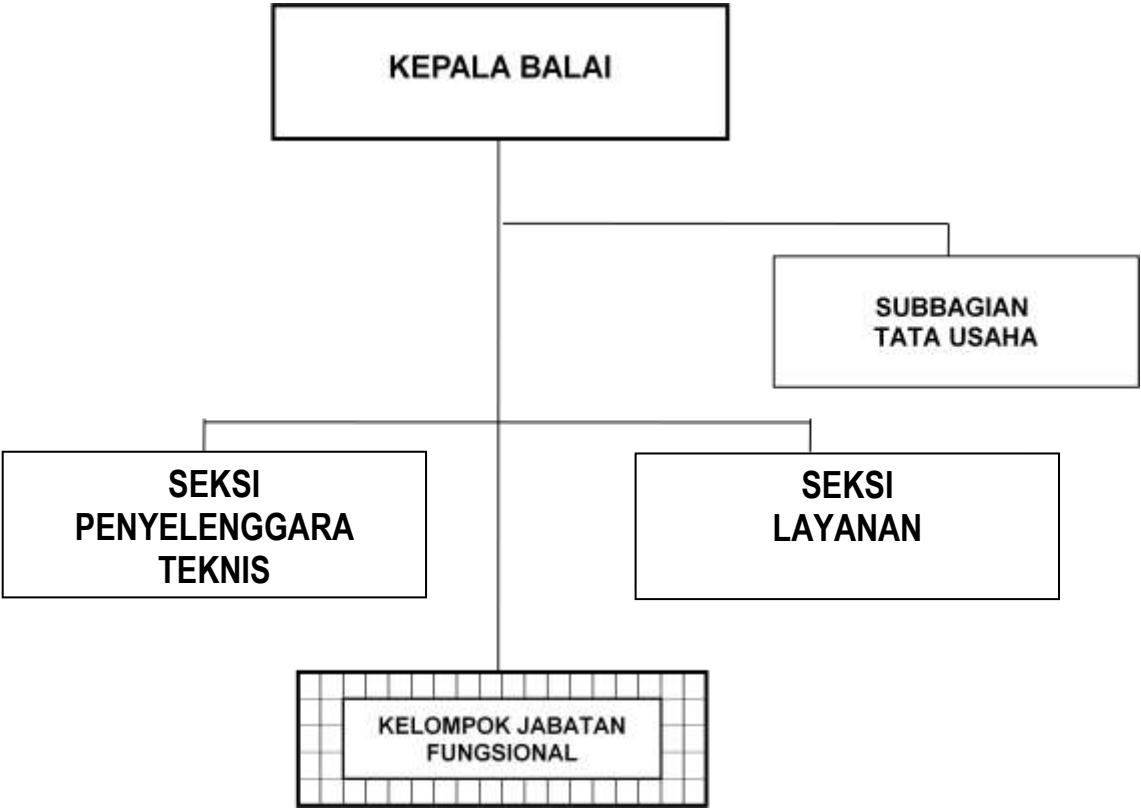 KEPALA BALAI
SUBBAGIAN
TATA USAHA
SEKSI
PENYELENGGARA
TEKNIS
SEKSI
LAYANAN
KELOMPOK JABATAN
FUNGSIONAL